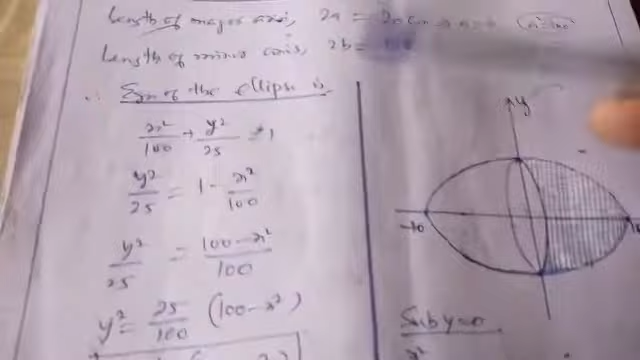 Length of major axis, 2a =
Length of minor axis, 2b =
∴ Eqn of the ellipse is
x²/100 + y²/25 = 1
y²/25 = 1 - x²/100
y²/25 = 100-x²/100
y² = 25/100 (100-x²)
y
-10
Sub y=0
x²